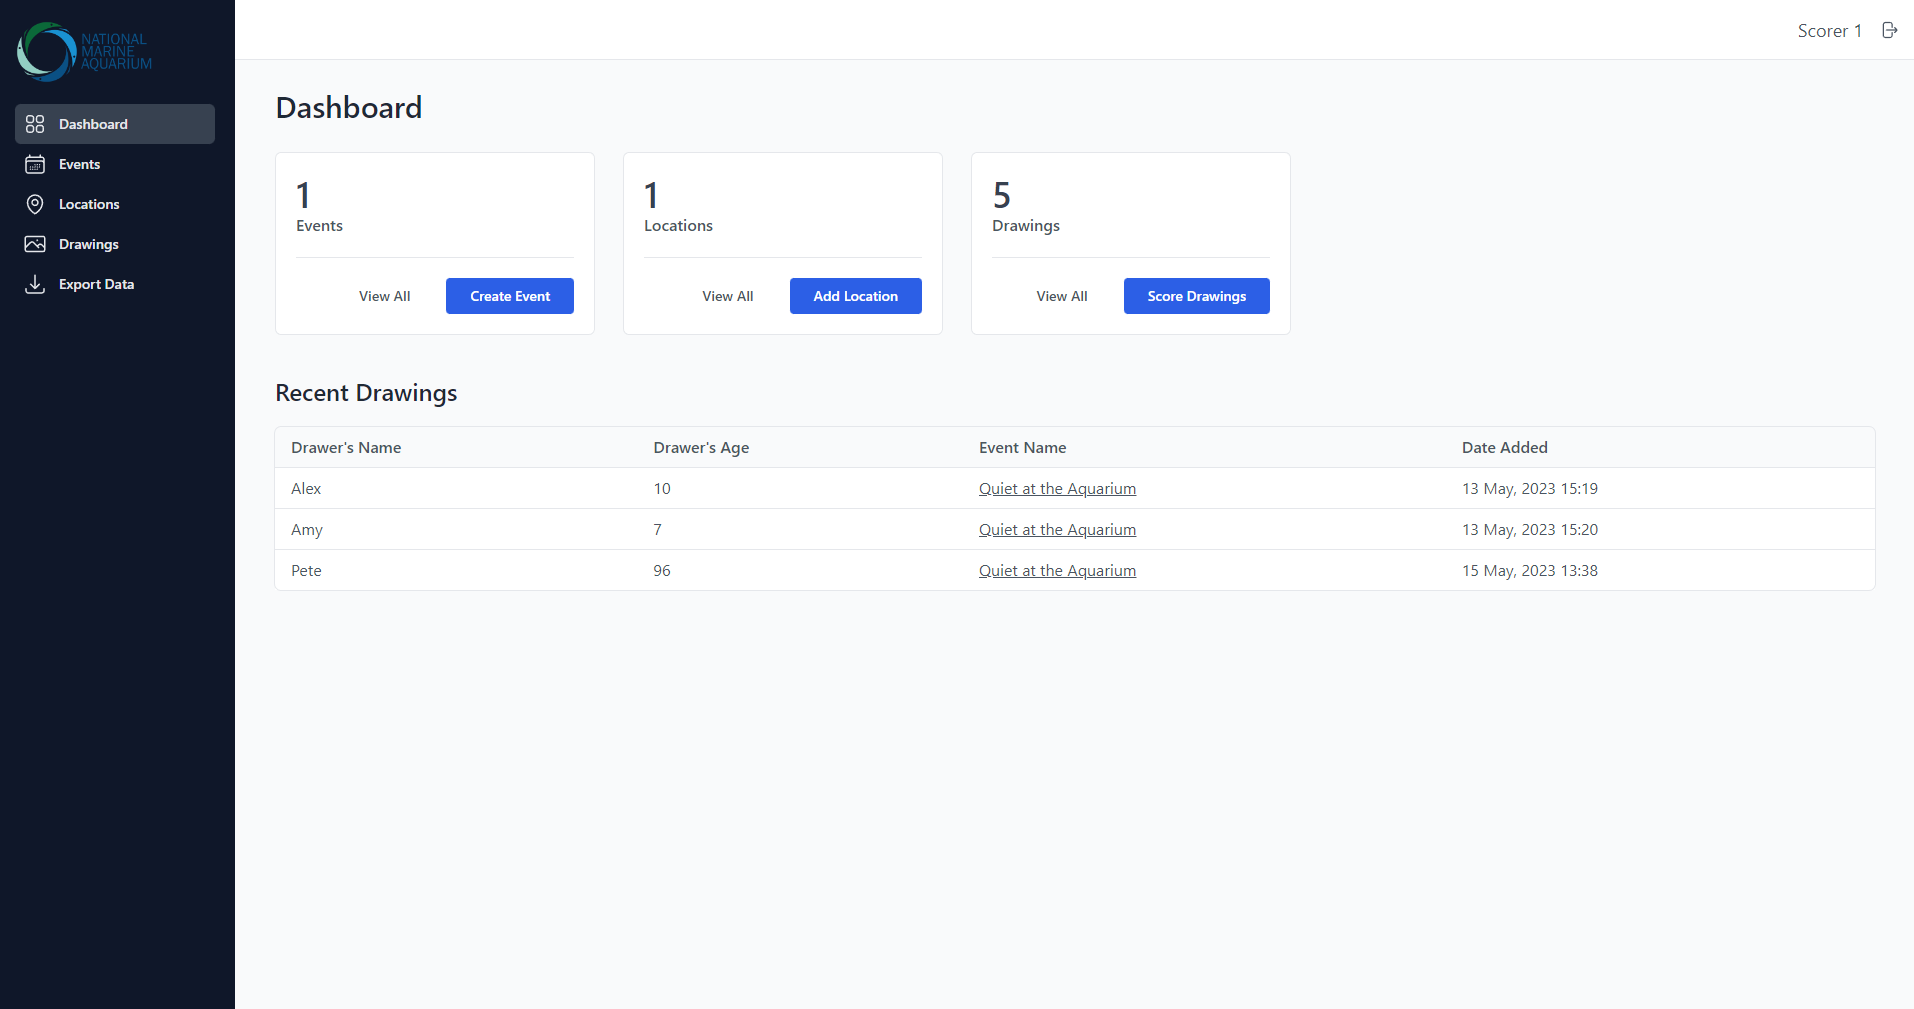 NATIONAL
MARINE
AQUARIUM
Scorer 1
Dashboard
Events
Locations
Drawings
Export Data
Dashboard
1
Events
View All
Create Event
1
Locations
View All
Add Location
5
Drawings
View All
Score Drawings
Recent Drawings
Drawer's Name Drawer's Age Event Name Date Added
Alex 10 Quiet at the Aquarium 13 May, 2023 15:19
Amy 7 Quiet at the Aquarium 13 May, 2023 15:20
Pete 96 Quiet at the Aquarium 15 May, 2023 13:38